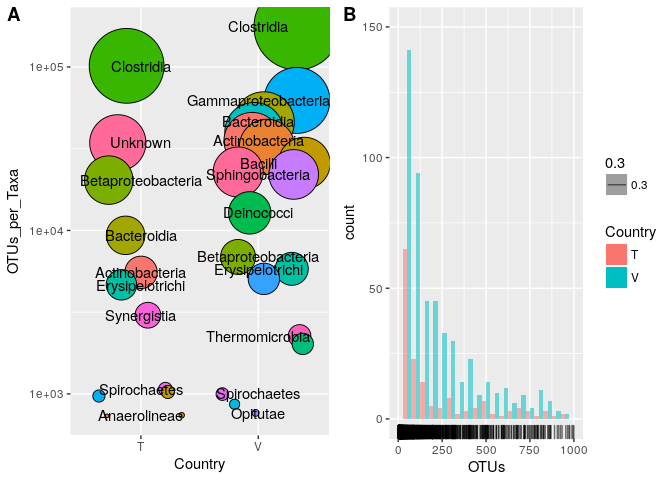 A
OTUs_per_Taxa
1e+05
1e+04
1e+03
Clostridia
Clostridia
Gammaproteobacteria
Bacteroidia
Unknown
Actinobacteria
Bacilli
Betaproteobacteria
Sphingobacteria
Deinococci
Bacteroidia
Betaproteobacteria
Actinobacteria
Erysipelotrichi
Erysipelotrichi
Synergistia
Thermomicrobia
Spirochaetes
Spirochaetes
Anaerolineae
Opitutae
T
V
Country
B
count
150
100
50
0
0
250
500
750
1000
OTUs
0.3
0.3
Country
T
V